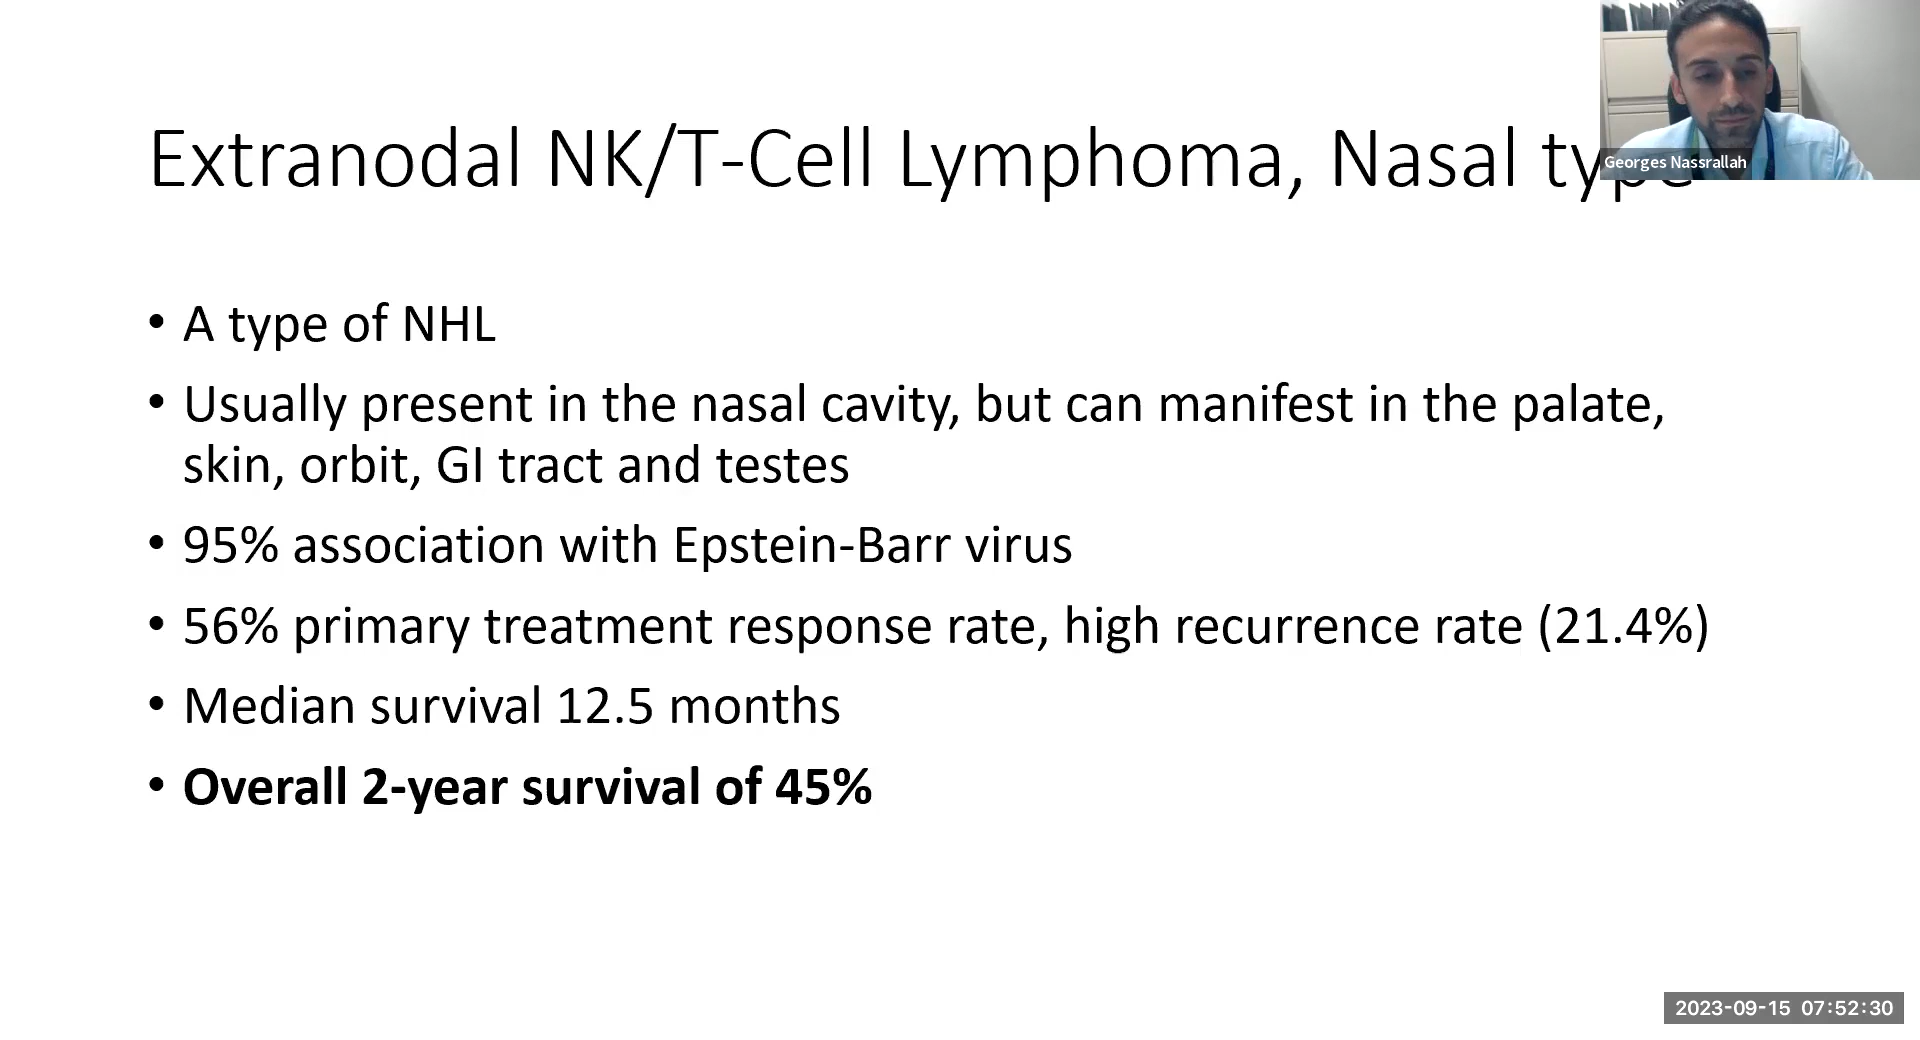 Extranodal NK/T-Cell Lymphoma, Nasal type
Georges Nassrallah
• A type of NHL
• Usually present in the nasal cavity, but can manifest in the palate,
skin, orbit, GI tract and testes
• 95% association with Epstein-Barr virus
• 56% primary treatment response rate, high recurrence rate (21.4%)
• Median survival 12.5 months
• Overall 2-year survival of 45%
2023-09-15 07:52:30